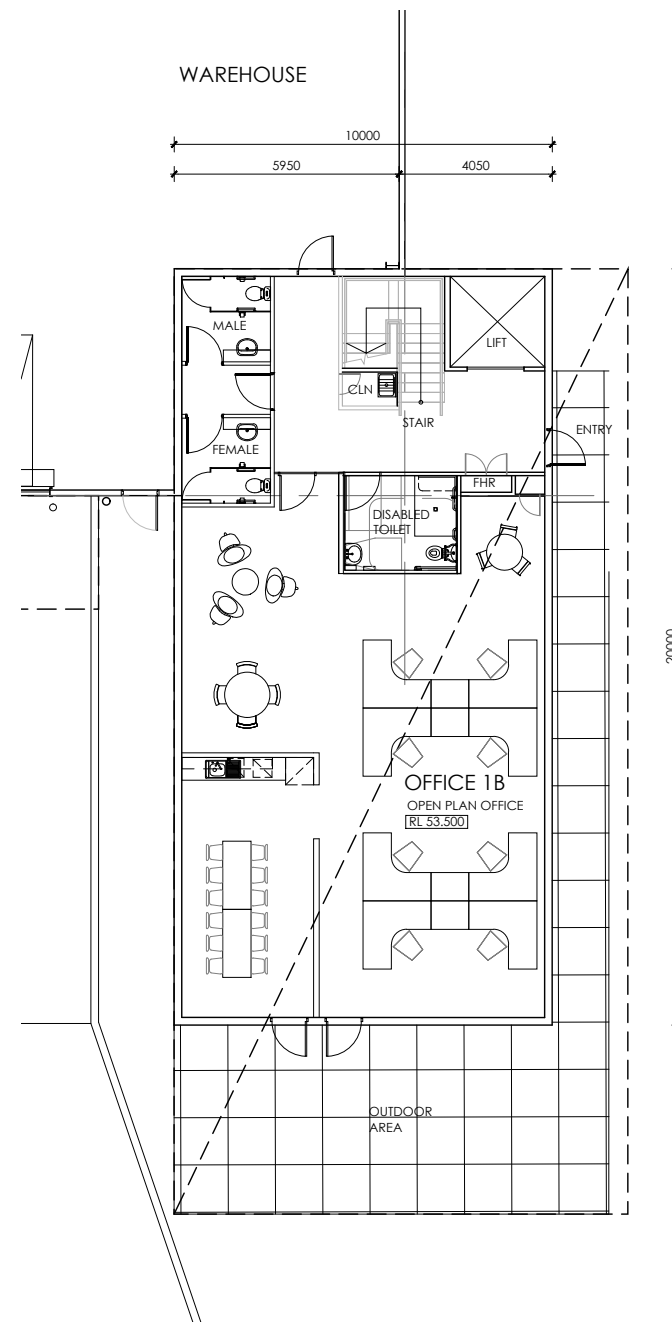 WAREHOUSE
10000
5950
4050
MALE
LIFT
CLN
STAIR
ENTRY
FEMALE
FHR
DISABLED
TOILET
20000
OFFICE 1B
OPEN PLAN OFFICE
RL 53.500
OUTDOOR
AREA